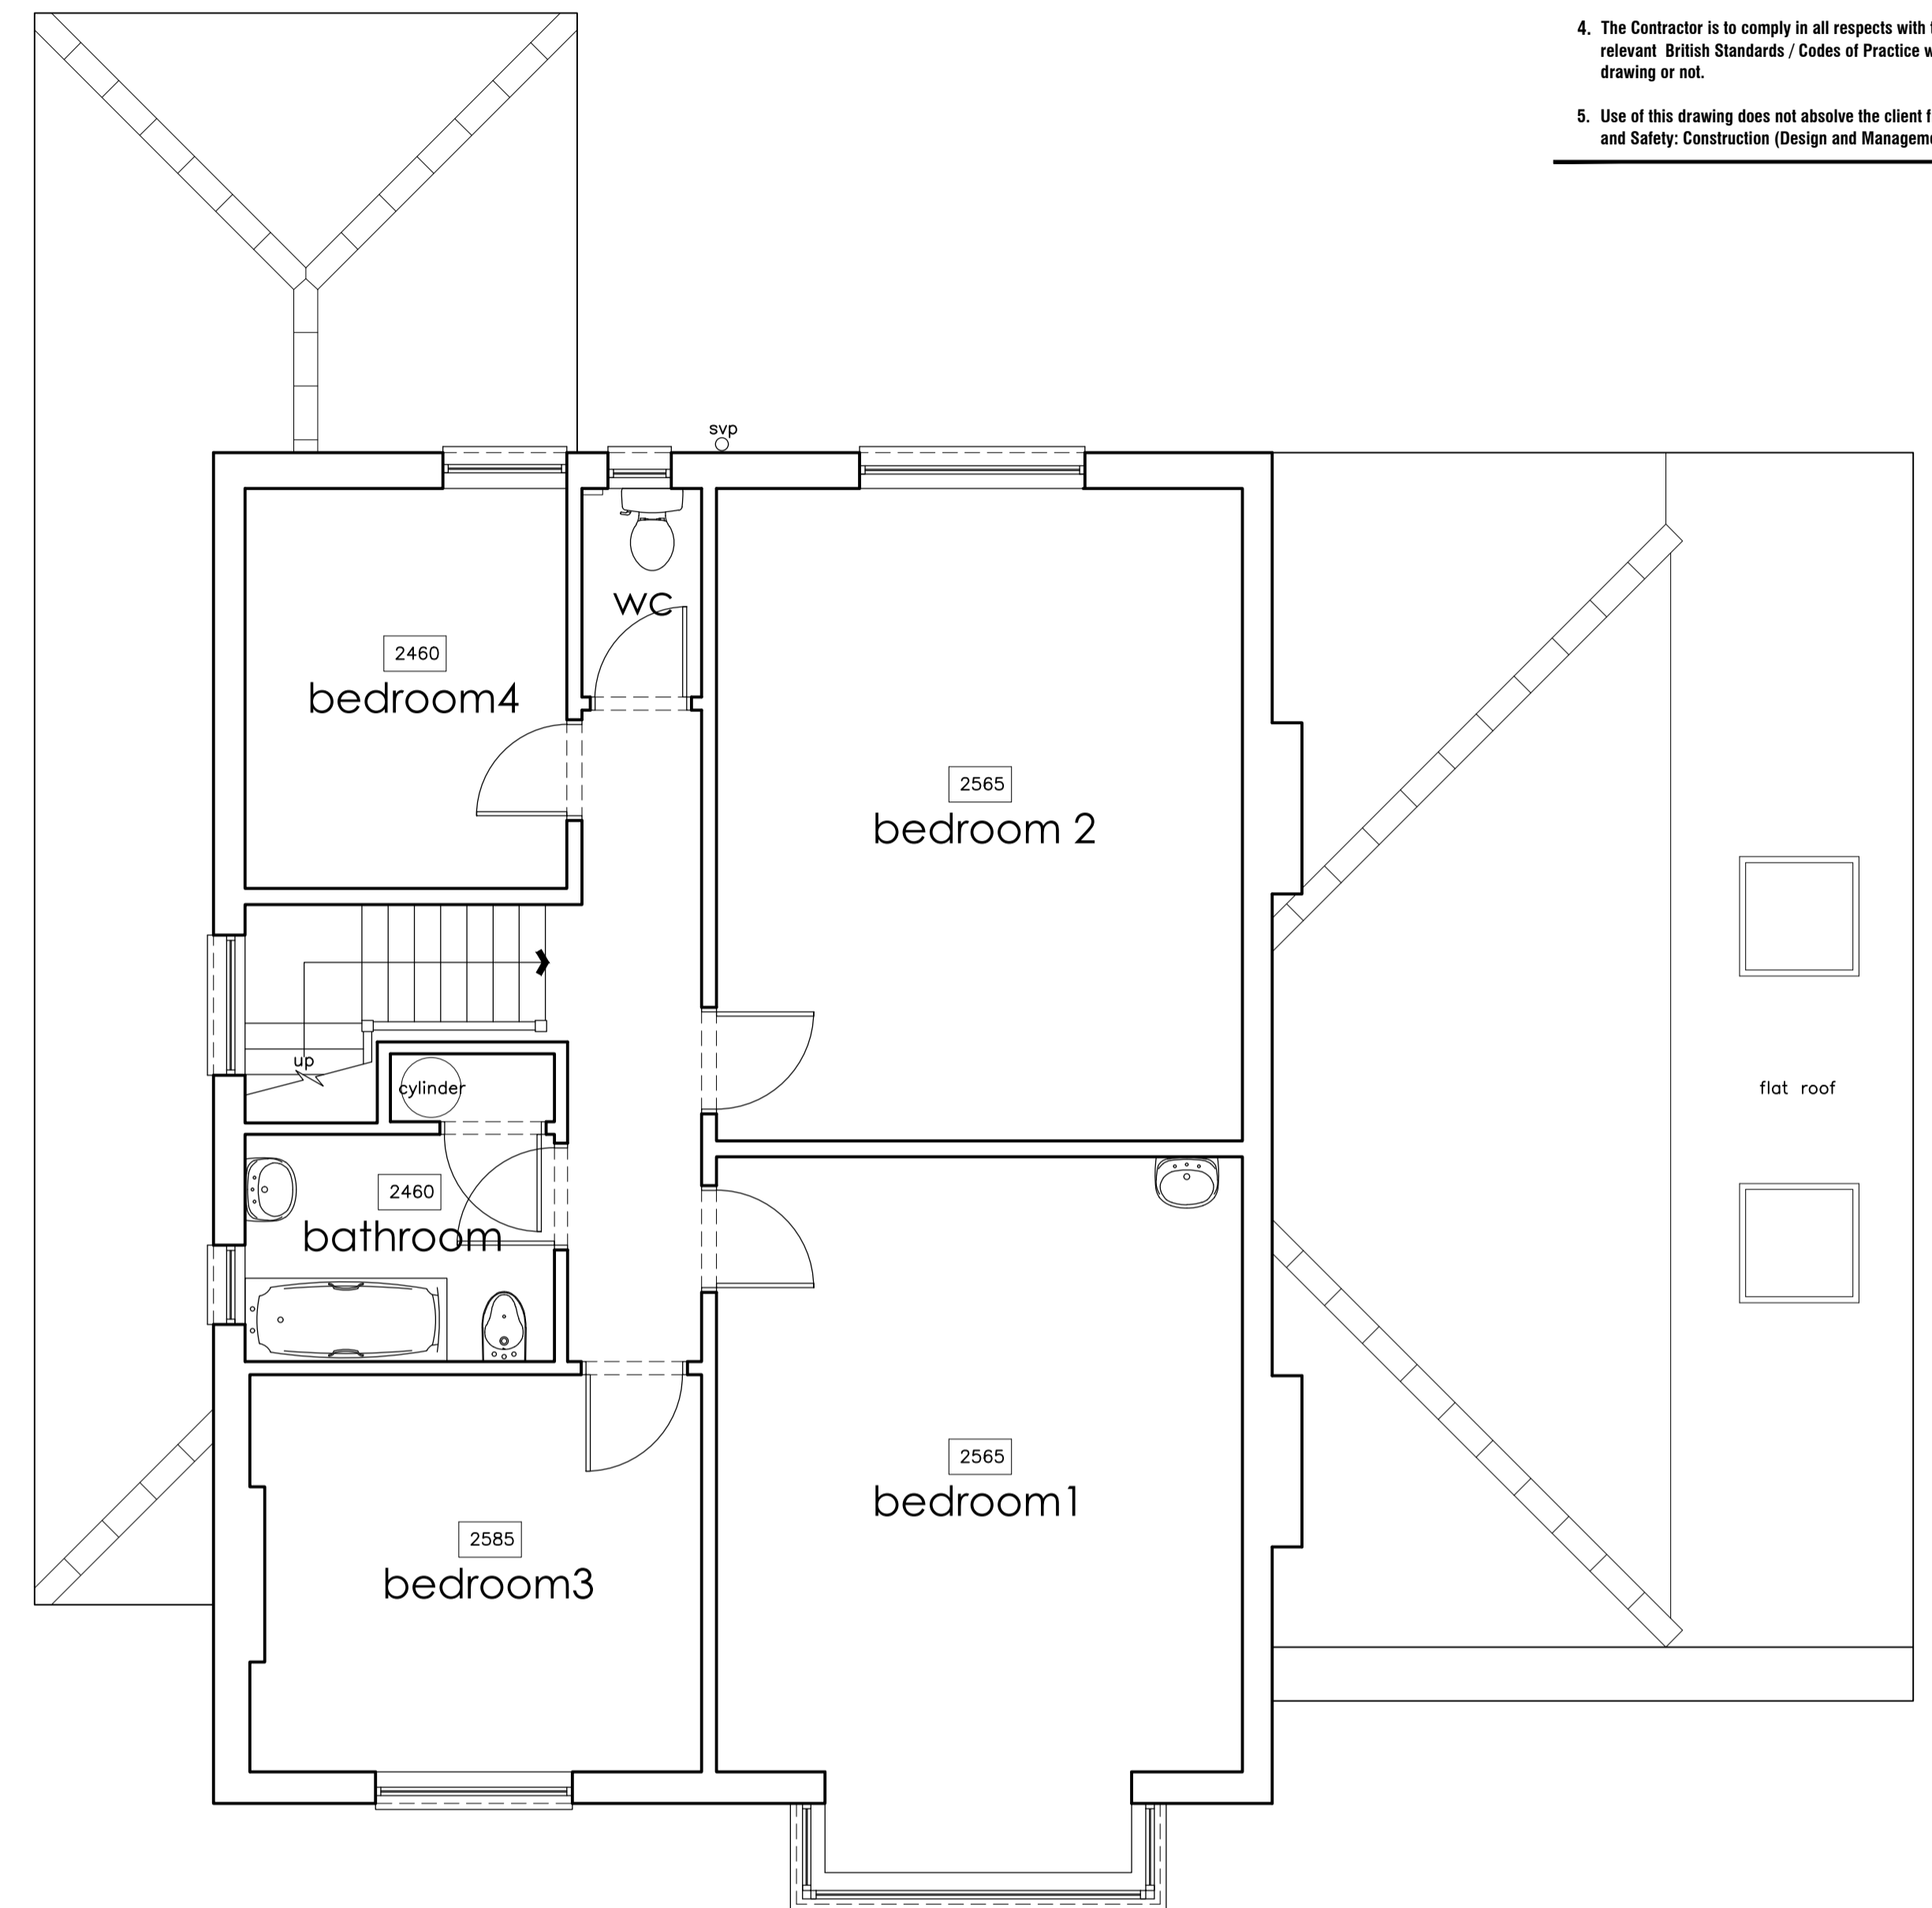 4. The Contractor is to comply in all respects with
relevant British Standards / Codes of Practice
drawing or not.
5. Use of this drawing does not absolve the client
and Safety: Construction (Design and
svp
wc
2460
bedroom4
2565
bedroom 2
up
cylinder
flat roof
2460
bathroom
2565
bedroom1
2585
bedroom3